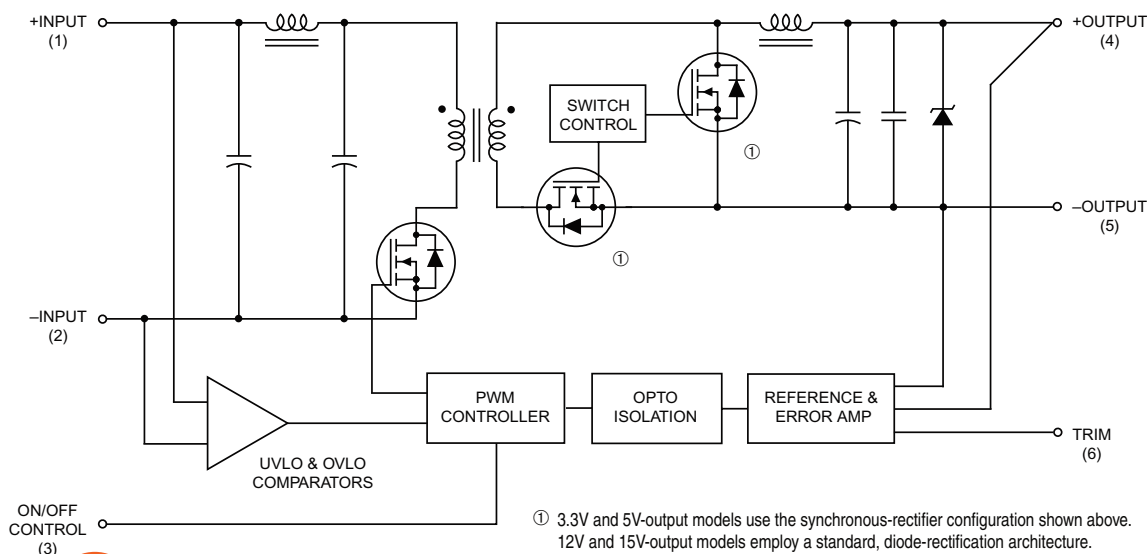 +INPUT
(1)
+OUTPUT
(4)
SWITCH
CONTROL
①
①
–OUTPUT
(5)
–INPUT
(2)
PWM
CONTROLLER
OPTO
ISOLATION
REFERENCE &
ERROR AMP
UVLO & OVLO
COMPARATORS
TRIM
(6)
ON/OFF
CONTROL
(3)
① 3.3V and 5V-output models use the synchronous-rectifier configuration shown above.
12V and 15V-output models employ a standard, diode-rectification architecture.